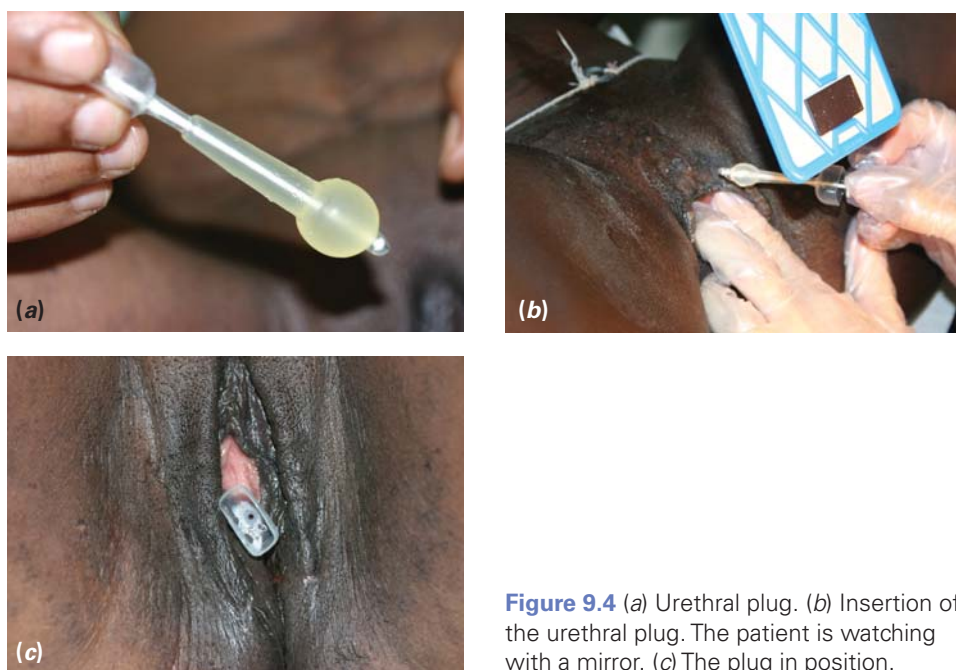 (a)
(b)
(c)
Figure 9.4 (a) Urethral plug. (b) Insertion of
the urethral plug. The patient is watching
with a mirror. (c) The plug in position.